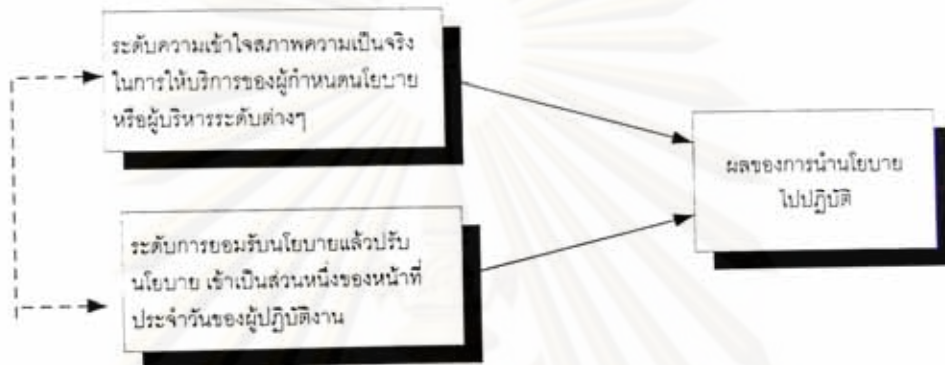 ระดับความเข้าใจสภาพความเป็นจริง
ในการให้บริการของผู้กำหนดนโยบาย
หรือผู้บริหารระดับต่างๆ
ผลของการนำนโยบาย
ไปปฏิบัติ
ระดับการยอมรับนโยบายแล้วปรับ
นโยบาย เข้าเป็นส่วนหนึ่งของหน้าที่
ประจำวันของผู้ปฏิบัติงาน